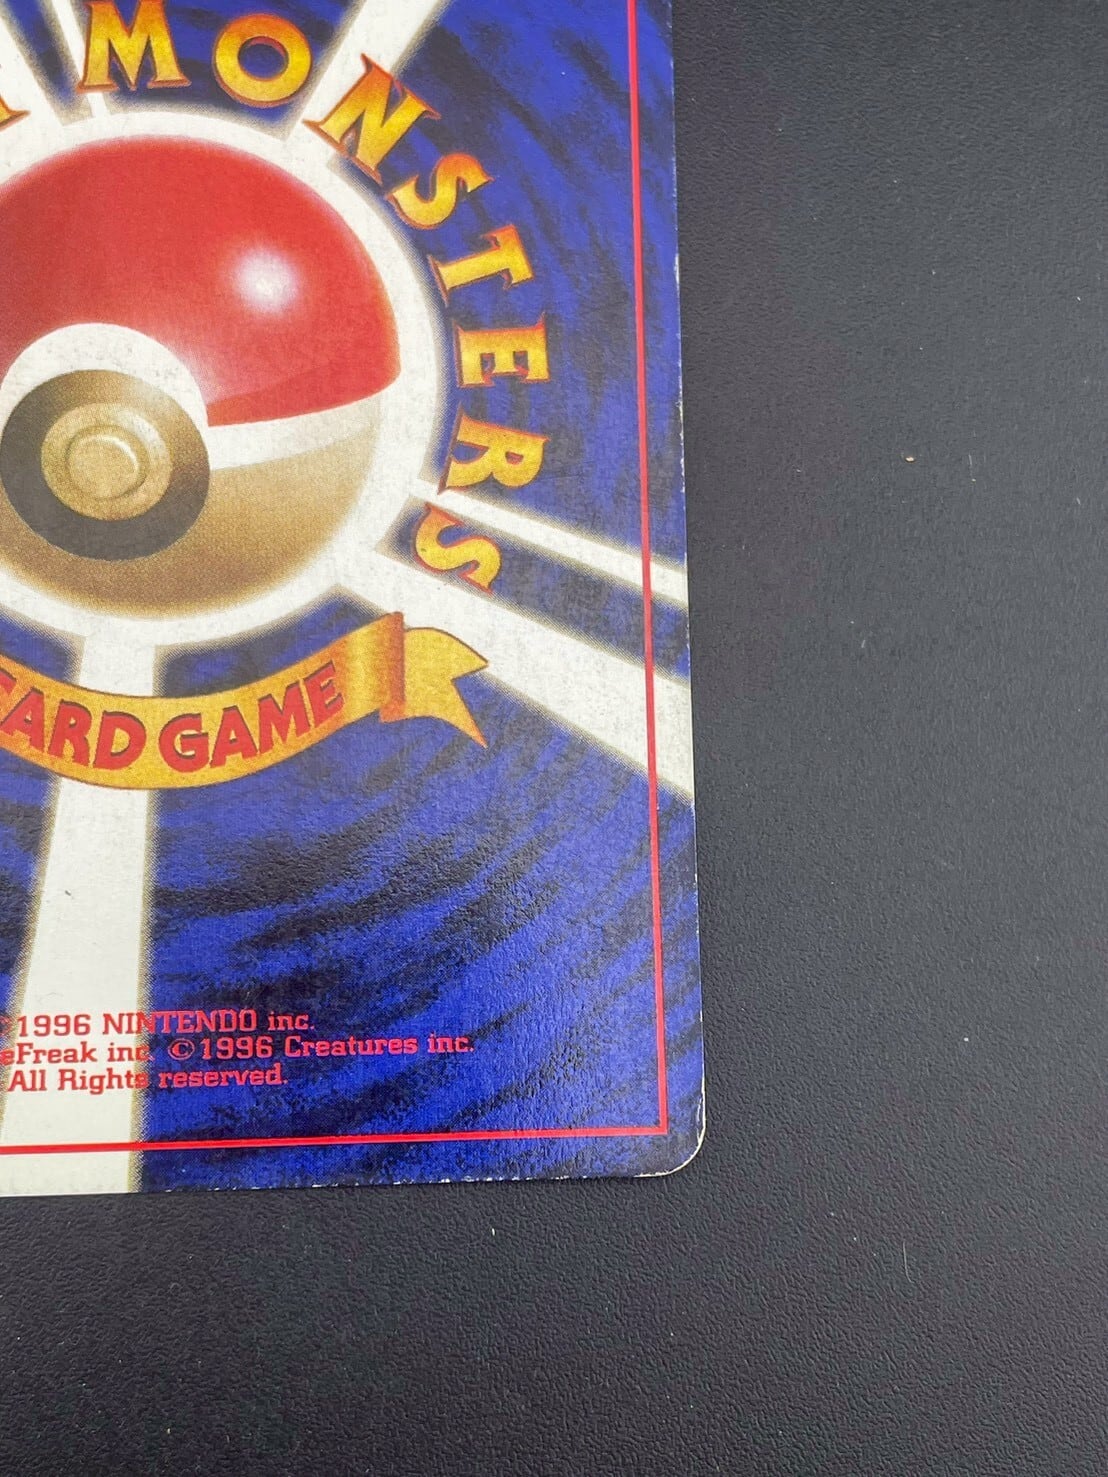 MONSTERS
CARD GAME
©1996 NINTENDO inc.
eFreak inc. ©1996 Creatures inc.
All Rights reserved.